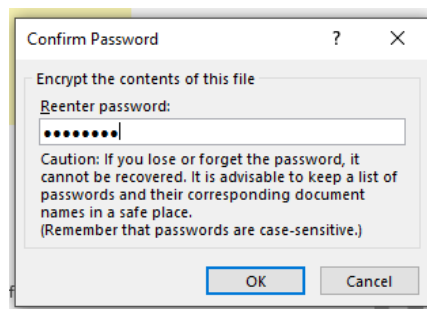 Confirm Password ? ×
Encrypt the contents of this file
Reenter password:
••••••••
Caution: If you lose or forget the password, it
cannot be recovered. It is advisable to keep a list of
passwords and their corresponding document
names in a safe place.
(Remember that passwords are case-sensitive.)
OK Cancel